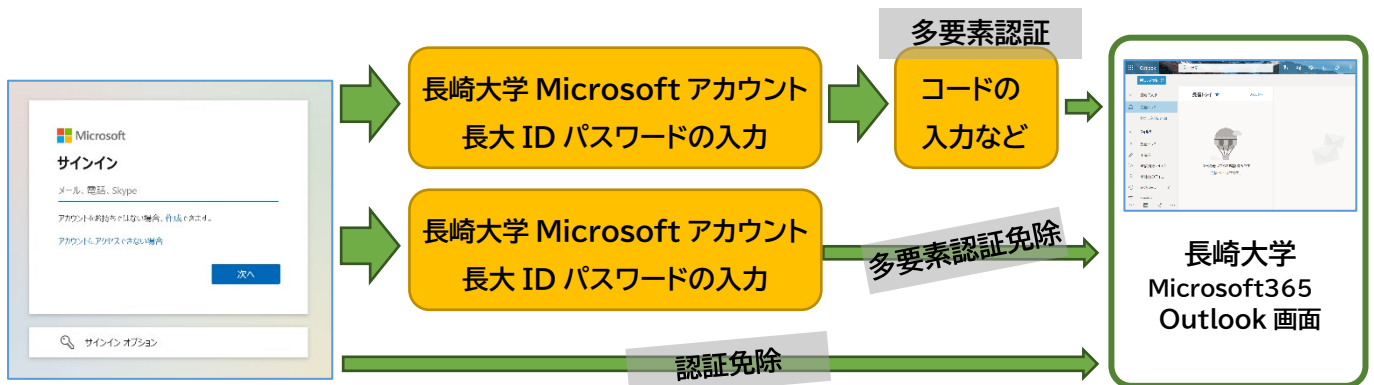 多要素認証
長崎大学 Microsoft アカウント
長大 ID パスワードの入力
コードの
入力など
Microsoft
サインイン
メール、電話、Skype
アカウントをお持ちではない場合、作成できます。
アカウントにアクセスできない場合
次へ
サインイン オプション
長崎大学 Microsoft アカウント
長大 ID パスワードの入力
多要素認証免除
認証免除
Outlook
受信トレイ
長崎大学
Microsoft365
Outlook 画面